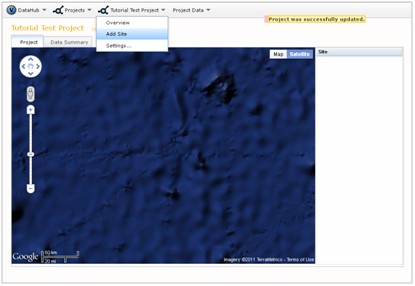 DataHub Projects Tutorial Test Project Project Data
Project was successfully updated.
Overview
Add Site
Settings...
Tutorial Test Project
Project Data Summary
Map Satellite
Site
Google
50 km
20 mi
Imagery ©2011 TerraMetrics - Terms of Use